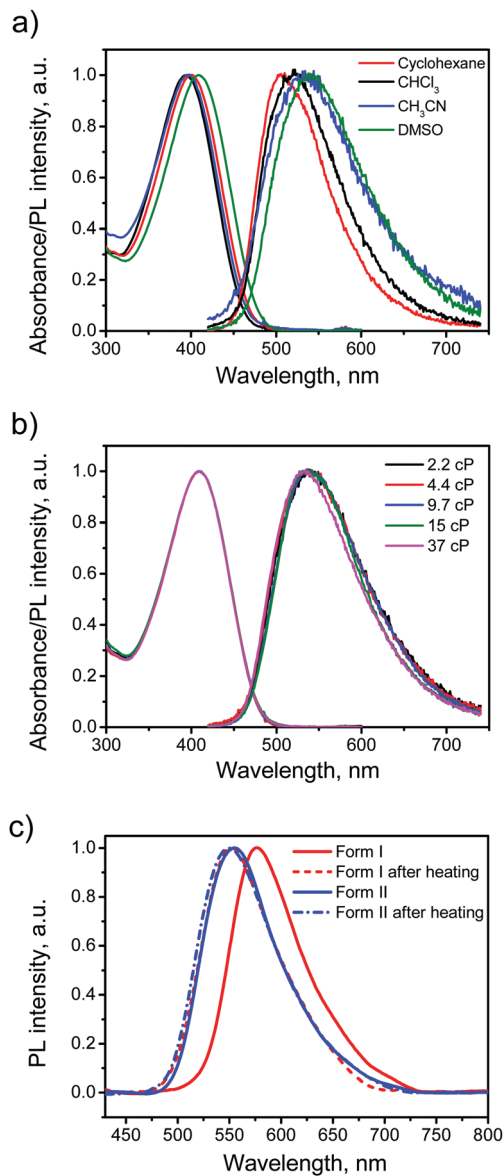 a)
Absorbance/PL intensity, a.u.
1.0
0.8
0.6
0.4
0.2
0.0
Cyclohexane
CHCl₃
CH₃CN
DMSO
300 400 500 600 700
Wavelength, nm
b)
Absorbance/PL intensity, a.u.
1.0
0.8
0.6
0.4
0.2
0.0
2.2 cP
4.4 cP
9.7 cP
15 cP
37 cP
300 400 500 600 700
Wavelength, nm
c)
PL intensity, a.u.
1.0
0.8
0.6
0.4
0.2
0.0
Form I
Form I after heating
Form II
Form II after heating
450 500 550 600 650 700 750 800
Wavelength, nm